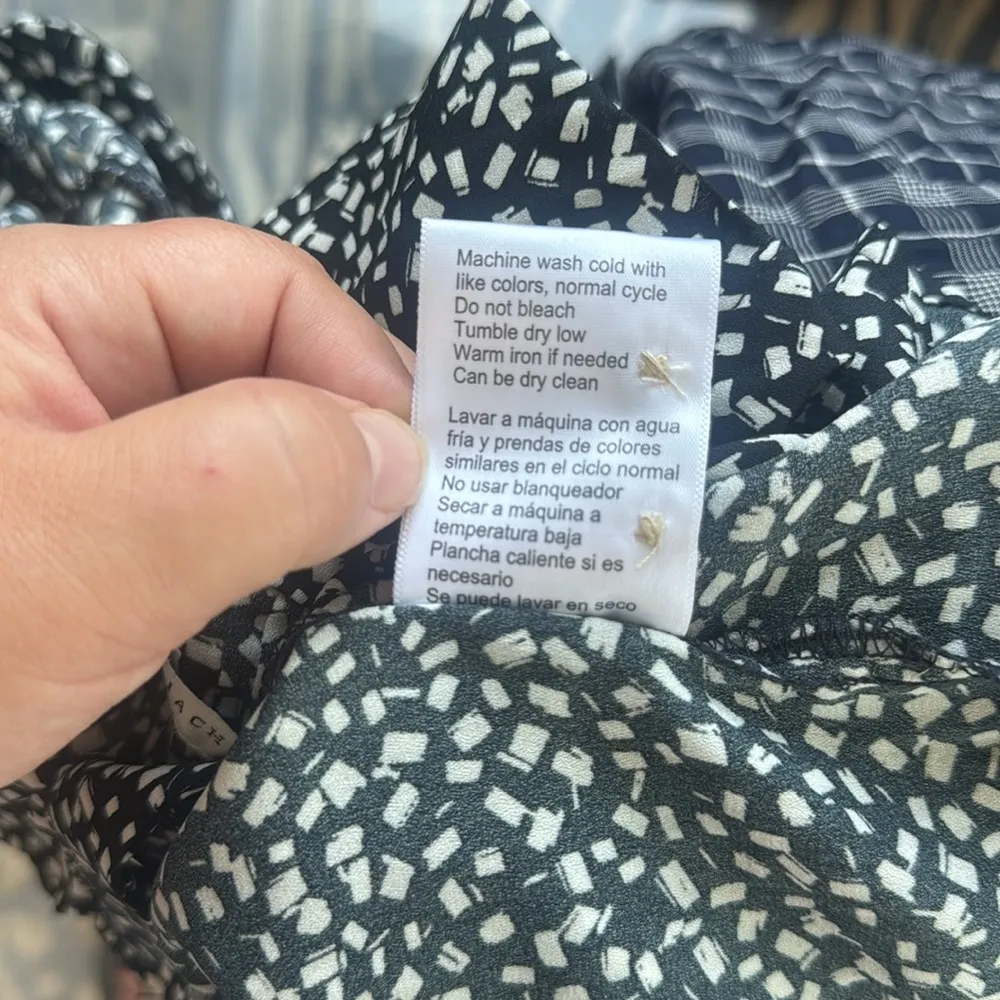 Machine wash cold with
like colors, normal cycle
Do not bleach
Tumble dry low
Warm iron if needed
Can be dry clean
Lavar a máquina con agua
fría y prendas de colores
similares en el ciclo normal
No usar blanqueador
Secar a máquina a
temperatura baja
Plancha caliente si es
necesario
Se puede lavar en seco
ACH